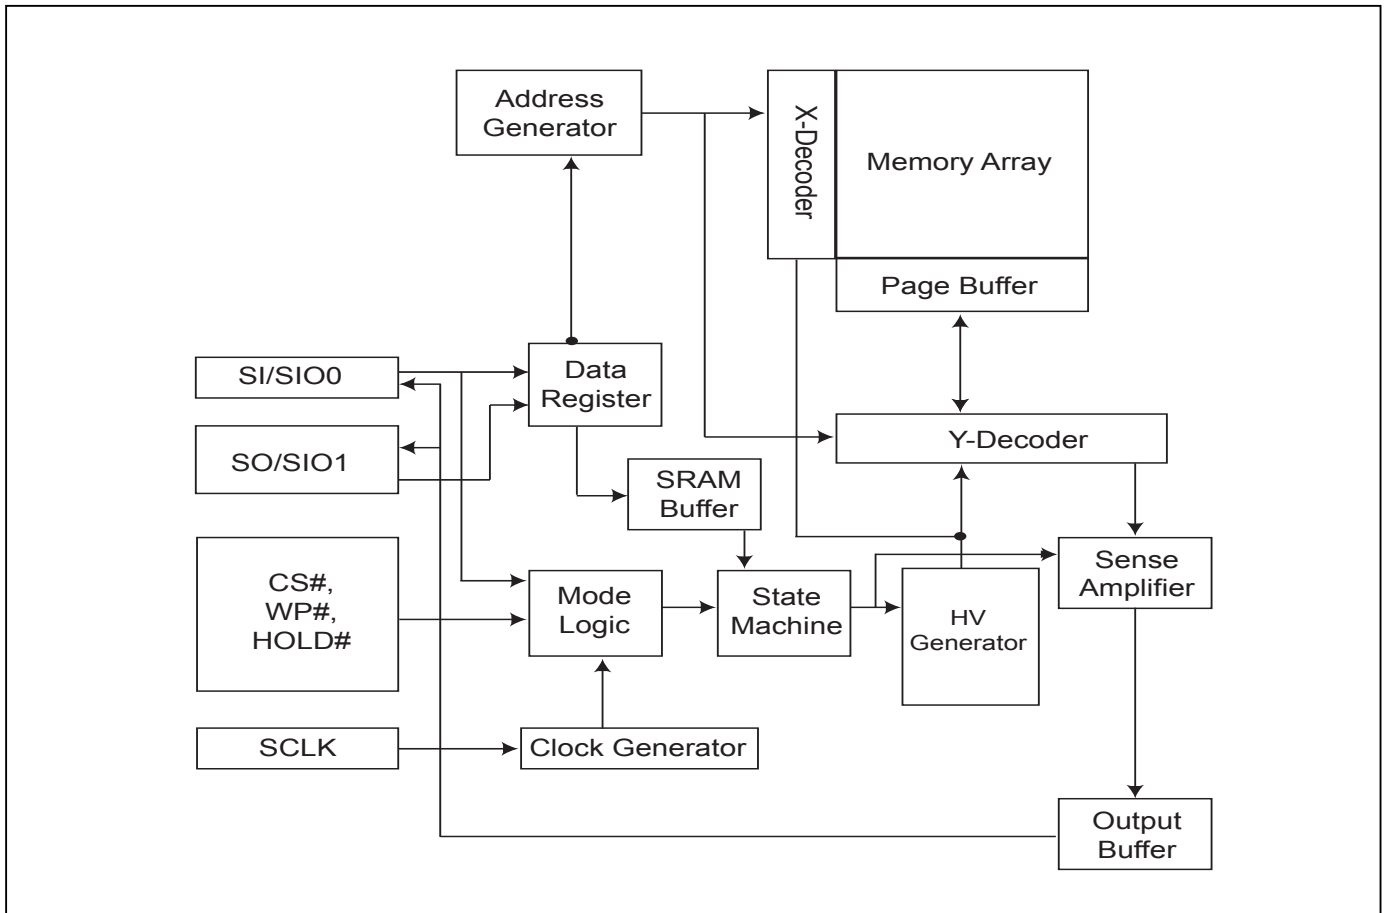 Address
Generator
X-Decoder
Memory Array
Page Buffer
SI/SIO0
Data
Register
SO/SIO1
Y-Decoder
SRAM
Buffer
CS#,
WP#,
HOLD#
Mode
Logic
State
Machine
HV
Generator
Sense
Amplifier
SCLK
Clock Generator
Output
Buffer